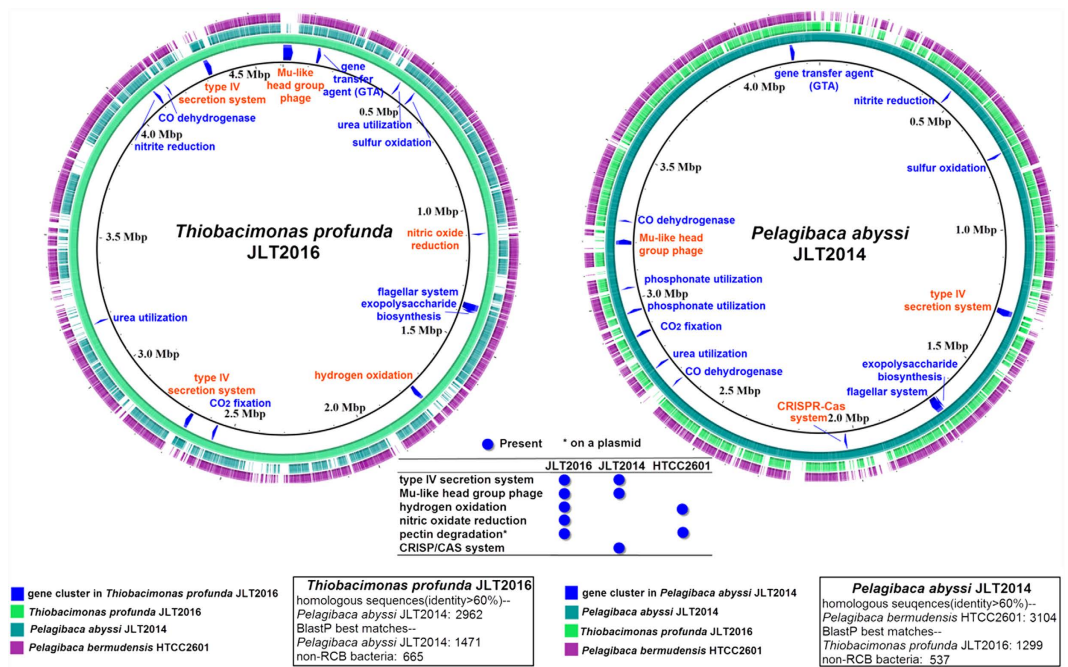 4.5 Mbp
Mu-like
head group
phage
gene
transfer
agent (GTA)
type IV
secretion system
0.5 Mbp
CO dehydrogenase
urea utilization
4.0 Mbp
nitrite reduction
sulfur oxidation
1.0 Mbp
Thiobacimonas profunda
JLT2016
nitric oxide
reduction
3.5 Mbp
flagellar system
exopolysaccharide
biosynthesis
urea utilization
1.5 Mbp
3.0 Mbp
type IV
secretion system
hydrogen oxidation
CO2 fixation
2.0 Mbp
2.5 Mbp
gene transfer agent
(GTA)
4.0 Mbp
nitrite reduction
0.5 Mbp
3.5 Mbp
sulfur oxidation
CO dehydrogenase
1.0 Mbp
Mu-like head
group phage
Pelagibaca abyssi
JLT2014
phosphonate utilization
3.0 Mbp
type IV
secretion system
phosphonate utilization
CO2 fixation
1.5 Mbp
urea utilization
exopolysaccharide
biosynthesis
CO dehydrogenase
flagellar system
2.5 Mbp
CRISPR-Cas
system
2.0 Mbp
Present * on a plasmid
JLT2016 JLT2014 HTCC2601
type IV secretion system
Mu-like head group phage
hydrogen oxidation
nitric oxidate reduction
pectin degradation*
CRISP/CAS system
gene cluster in Thiobacimonas profunda JLT2016
Thiobacimonas profunda JLT2016
Pelagibaca abyssi JLT2014
Pelagibaca bermudensis HTCC2601
Thiobacimonas profunda JLT2016
homologous seuqences(identity>60%)--
Pelagibaca abyssi JLT2014: 2962
BlastP best matches--
Pelagibaca abyssi JLT2014: 1471
non-RCB bacteria: 665
gene cluster in Pelagibaca abyssi JLT2014
Pelagibaca abyssi JLT2014
Thiobacimonas profunda JLT2016
Pelagibaca bermudensis HTCC2601
Pelagibaca abyssi JLT2014
homologous seuqences(identity>60%)--
Pelagibaca bermudensis HTCC2601: 3104
BlastP best matches--
Thiobacimonas profunda JLT2016: 1299
non-RCB bacteria: 537